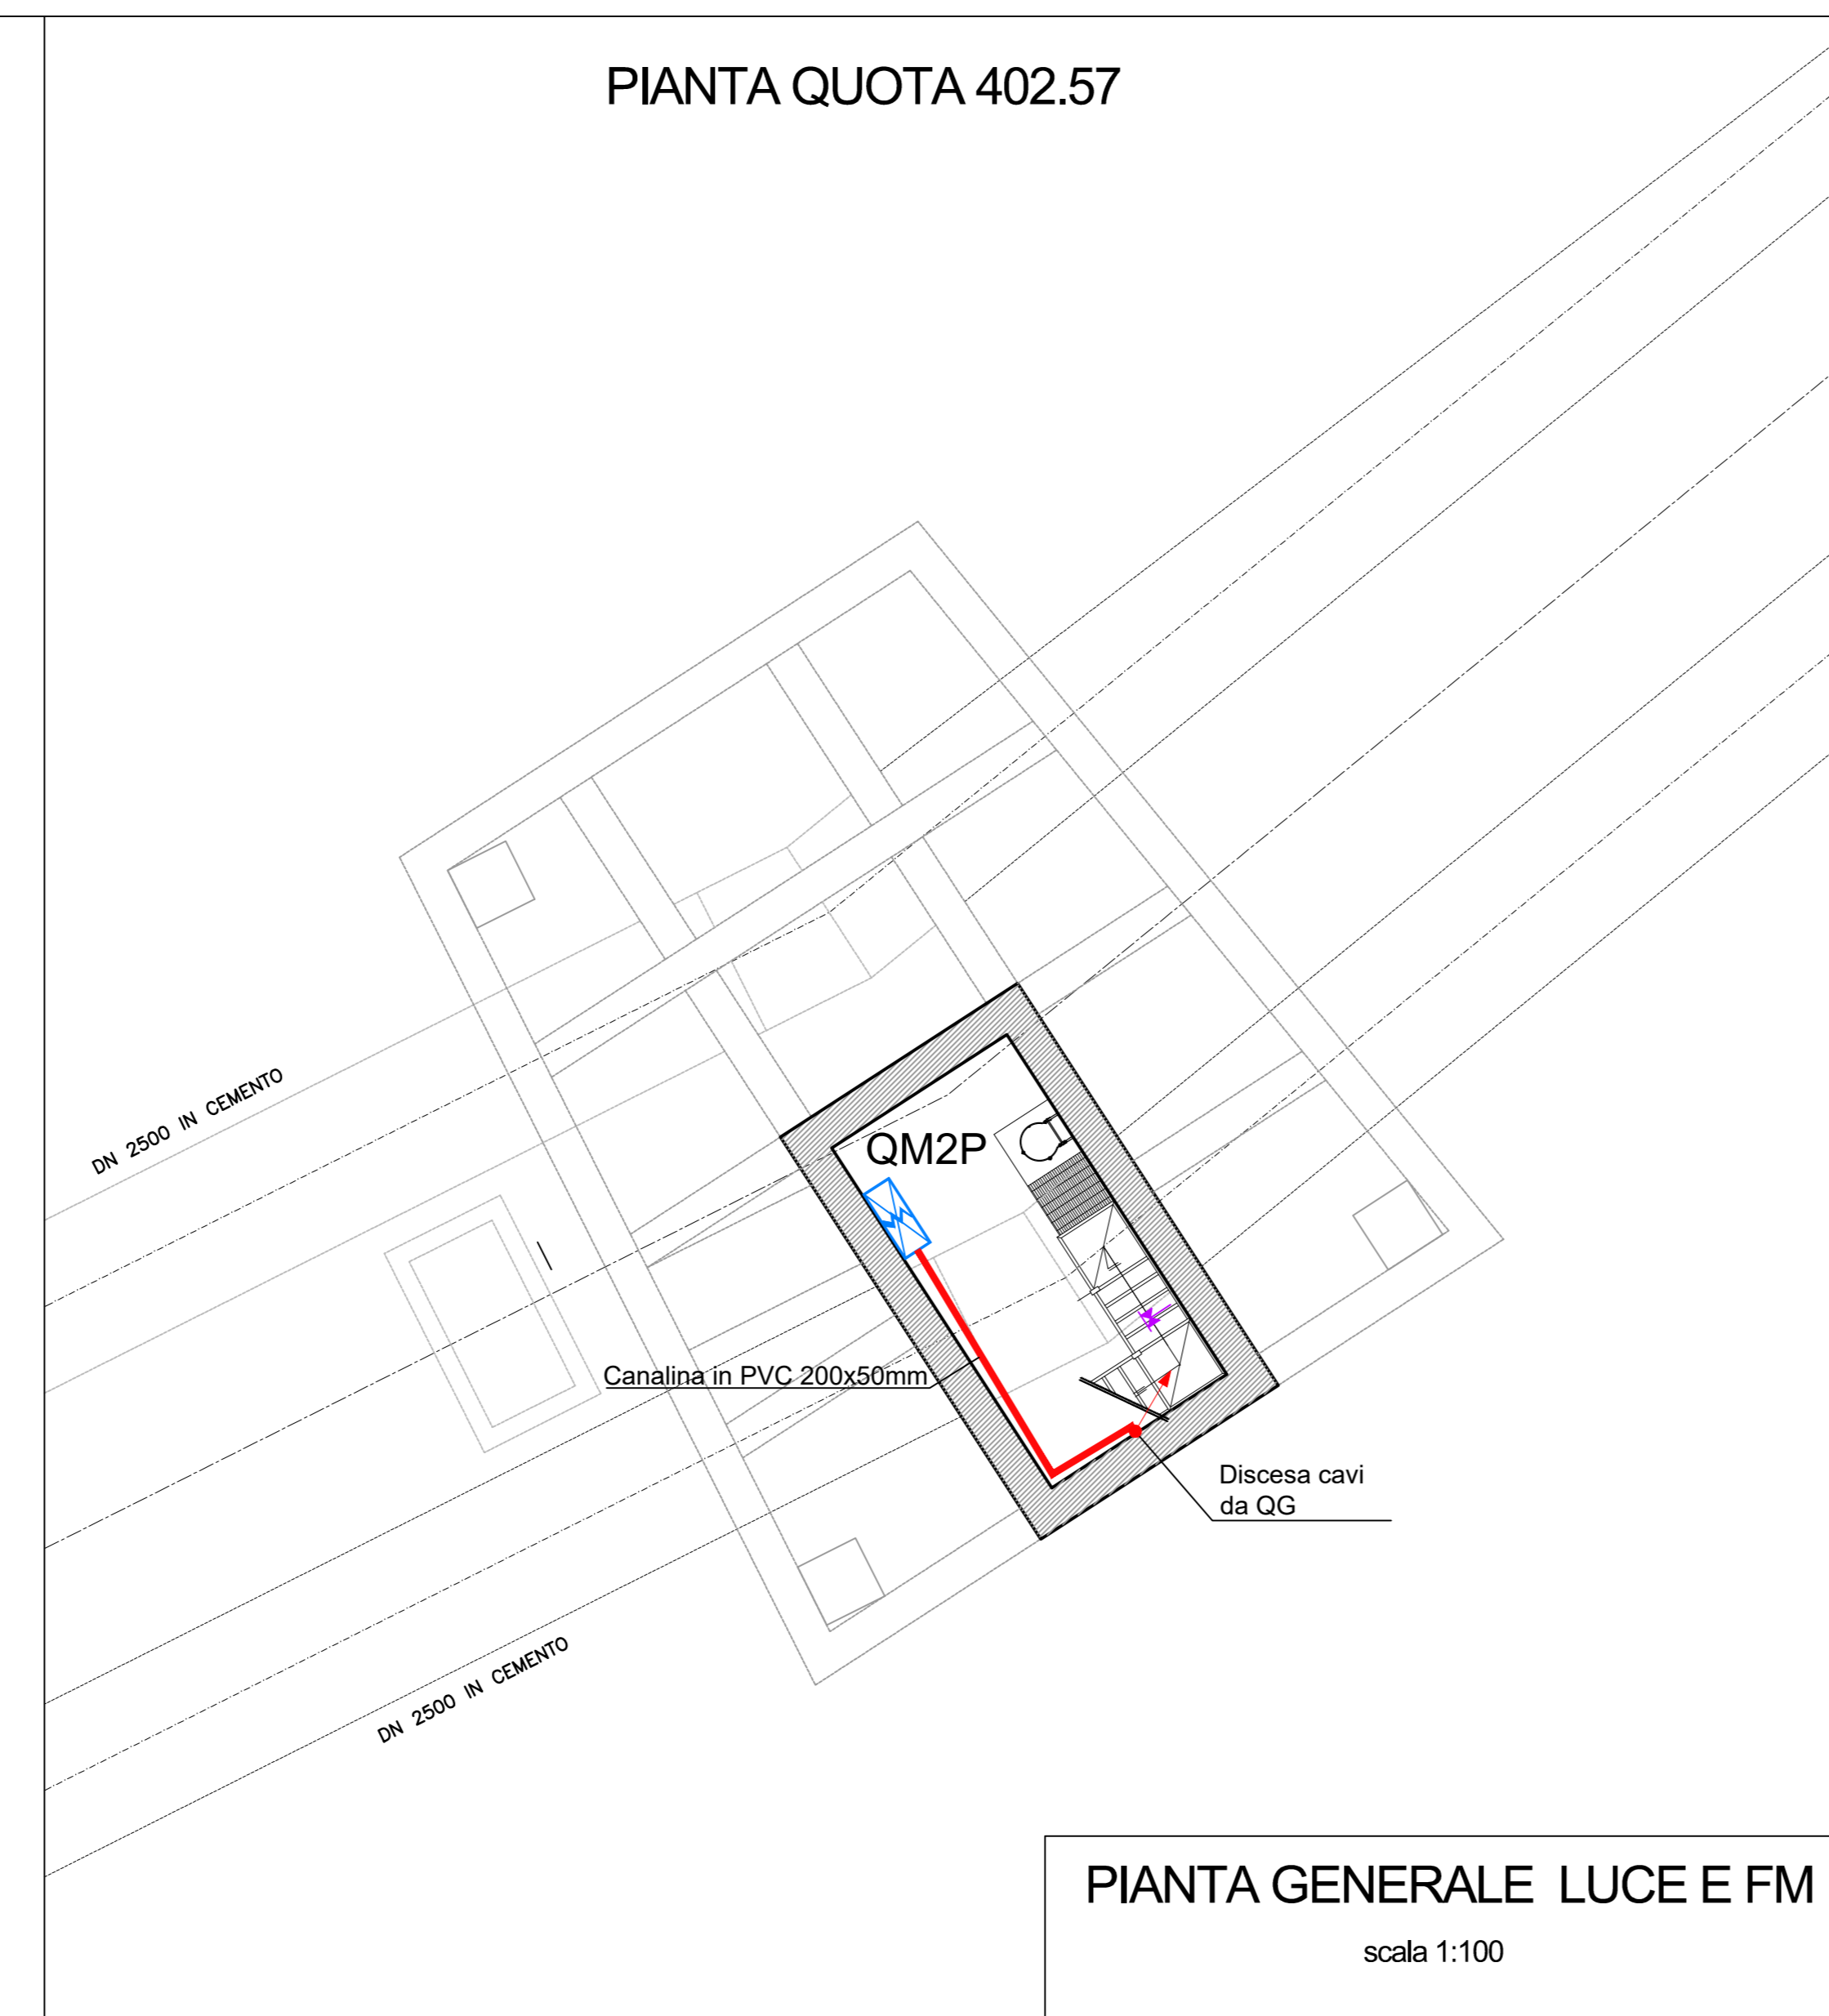 PIANTA QUOTA 402.57
DN 2500 IN CEMENTO
QM2P
Canalina in PVC 200x50mm
Discesa cavi
da QG
DN 2500 IN CEMENTO
PIANTA GENERALE LUCE E FM
scala 1:100